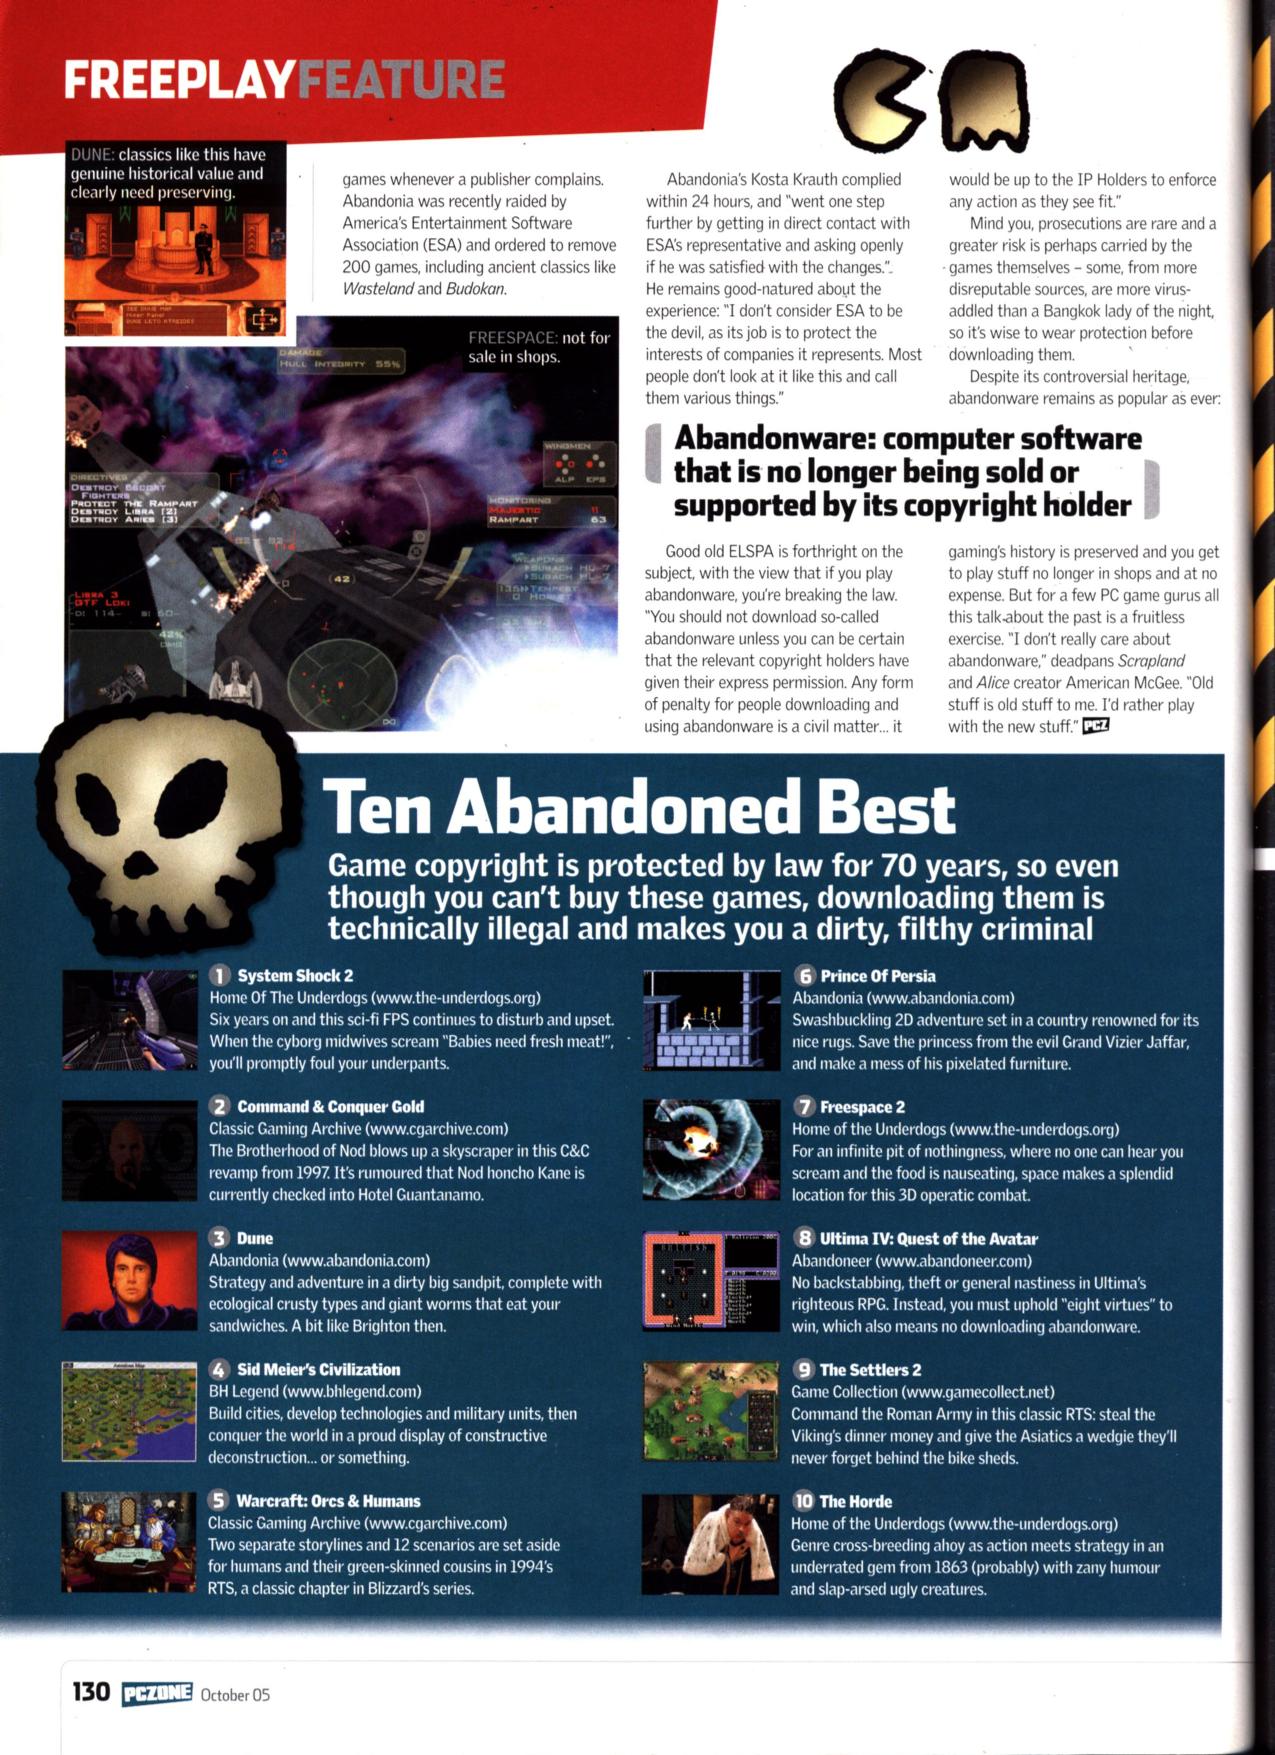 FREEPLAYFEATURE
DUNE: classics like this have
genuine historical value and
clearly need preserving.
games whenever a publisher complains.
Abandonia was recently raided by
America's Entertainment Software
Association (ESA) and ordered to remove
200 games, including ancient classics like
Wasteland and Budokan.
FREESPACE: not for
sale in shops.
DAMAGE
HULL INTEGRITY 55%
WINGMEN
ALP EPS
DIRECTIVES
DESTROY ESCORT
FIGHTERS
PROTECT THE RAMPART
DESTROY LIBRA [2]
DESTROY ARIES [3]
MONITORING
MAJESTIC 11
RAMPART 63
(42)
LIBRA 3
GTF LOKI
42%
Abandonia's Kosta Krauth complied
within 24 hours, and "went one step
further by getting in direct contact with
ESA's representative and asking openly
if he was satisfied with the changes.".
He remains good-natured about the
experience: "I don't consider ESA to be
the devil, as its job is to protect the
interests of companies it represents. Most
people don't look at it like this and call
them various things."
Abandonware: computer software
that is no longer being sold or
supported by its copyright holder
Good old ELSPA is forthright on the
subject, with the view that if you play
abandonware, you're breaking the law.
"You should not download so-called
abandonware unless you can be certain
that the relevant copyright holders have
given their express permission. Any form
of penalty for people downloading and
using abandonware is a civil matter... it
would be up to the IP Holders to enforce
any action as they see fit."
Mind you, prosecutions are rare and a
greater risk is perhaps carried by the
games themselves – some, from more
disreputable sources, are more virus-
addled than a Bangkok lady of the night,
so it's wise to wear protection before
downloading them.
Despite its controversial heritage,
abandonware remains as popular as ever:
gaming's history is preserved and you get
to play stuff no longer in shops and at no
expense. But for a few PC game gurus all
this talk about the past is a fruitless
exercise. "I don't really care about
abandonware," deadpans Scrapland
and Alice creator American McGee. "Old
stuff is old stuff to me. I'd rather play
with the new stuff." PCZ
Ten Abandoned Best
Game copyright is protected by law for 70 years, so even
though you can't buy these games, downloading them is
technically illegal and makes you a dirty, filthy criminal
1 System Shock 2
Home Of The Underdogs (www.the-underdogs.org)
Six years on and this sci-fi FPS continues to disturb and upset.
When the cyborg midwives scream "Babies need fresh meat!",
you'll promptly foul your underpants.
2 Command & Conquer Gold
Classic Gaming Archive (www.cgarchive.com)
The Brotherhood of Nod blows up a skyscraper in this C&C
revamp from 1997. It's rumoured that Nod honcho Kane is
currently checked into Hotel Guantanamo.
3 Dune
Abandonia (www.abandonia.com)
Strategy and adventure in a dirty big sandpit, complete with
ecological crusty types and giant worms that eat your
sandwiches. A bit like Brighton then.
4 Sid Meier's Civilization
BH Legend (www.bhlegend.com)
Build cities, develop technologies and military units, then
conquer the world in a proud display of constructive
deconstruction... or something.
5 Warcraft: Orcs & Humans
Classic Gaming Archive (www.cgarchive.com)
Two separate storylines and 12 scenarios are set aside
for humans and their green-skinned cousins in 1994's
RTS, a classic chapter in Blizzard's series.
6 Prince Of Persia
Abandonia (www.abandonia.com)
Swashbuckling 2D adventure set in a country renowned for its
nice rugs. Save the princess from the evil Grand Vizier Jaffar,
and make a mess of his pixelated furniture.
7 Freespace 2
Home of the Underdogs (www.the-underdogs.org)
For an infinite pit of nothingness, where no one can hear you
scream and the food is nauseating, space makes a splendid
location for this 3D operatic combat.
8 Ultima IV: Quest of the Avatar
Abandoneer (www.abandoneer.com)
No backstabbing, theft or general nastiness in Ultima's
righteous RPG. Instead, you must uphold "eight virtues" to
win, which also means no downloading abandonware.
9 The Settlers 2
Game Collection (www.gamecollect.net)
Command the Roman Army in this classic RTS: steal the
Viking's dinner money and give the Asiatics a wedgie they'll
never forget behind the bike sheds.
10 The Horde
Home of the Underdogs (www.the-underdogs.org)
Genre cross-breeding ahoy as action meets strategy in an
underrated gem from 1863 (probably) with zany humour
and slap-arsed ugly creatures.
130 PCZONE October 05